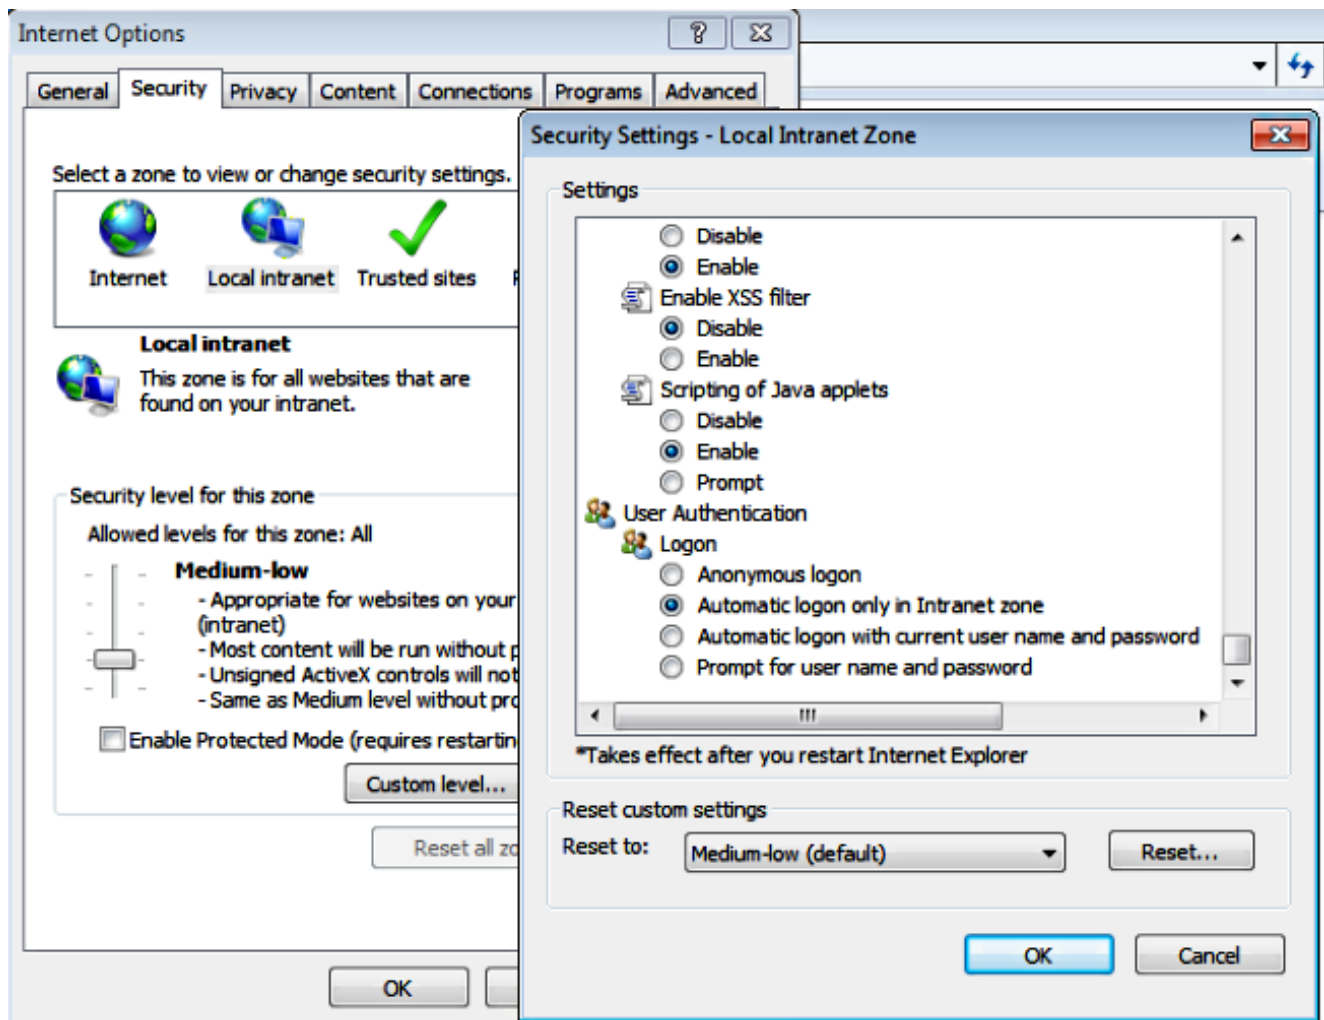 Internet Options
General Security Privacy Content Connections Programs Advanced
Select a zone to view or change security settings.
Internet Local intranet Trusted sites
Local intranet
This zone is for all websites that are
found on your intranet.
Security level for this zone
Allowed levels for this zone: All
Medium-low
- Appropriate for websites on your
(intranet)
- Most content will be run without
- Unsigned ActiveX controls will not
- Same as Medium level without
Enable Protected Mode (requires
Custom level...
Reset all
OK
Security Settings - Local Intranet Zone
Settings
Disable
Enable
Enable XSS filter
Disable
Enable
Scripting of Java applets
Disable
Enable
Prompt
User Authentication
Logon
Anonymous logon
Automatic logon only in Intranet zone
Automatic logon with current user name and password
Prompt for user name and password
*Takes effect after you restart Internet Explorer
Reset custom settings
Reset to: Medium-low (default) Reset...
OK Cancel